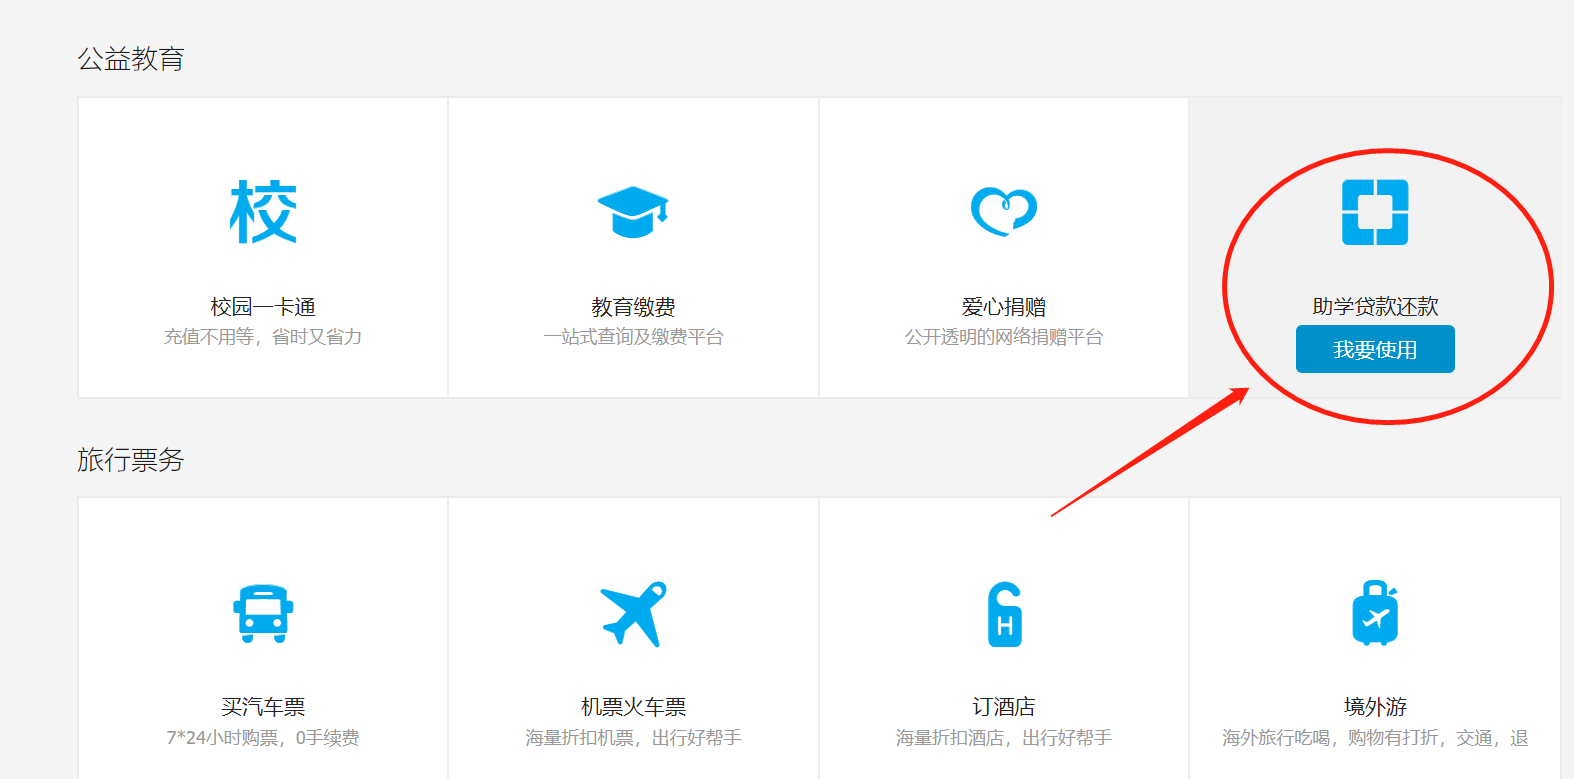 公益教育
校
校园一卡通
充值不用等，省时又省力
教育缴费
一站式查询及缴费平台
爱心捐赠
公开透明的网络捐赠平台
助学贷款还款
我要使用
旅行票务
买汽车票
7*24小时购票，0手续费
机票火车票
海量折扣机票，出行好帮手
H
订酒店
海量折扣酒店，出行好帮手
境外游
海外旅行吃喝，购物有打折，交通，退